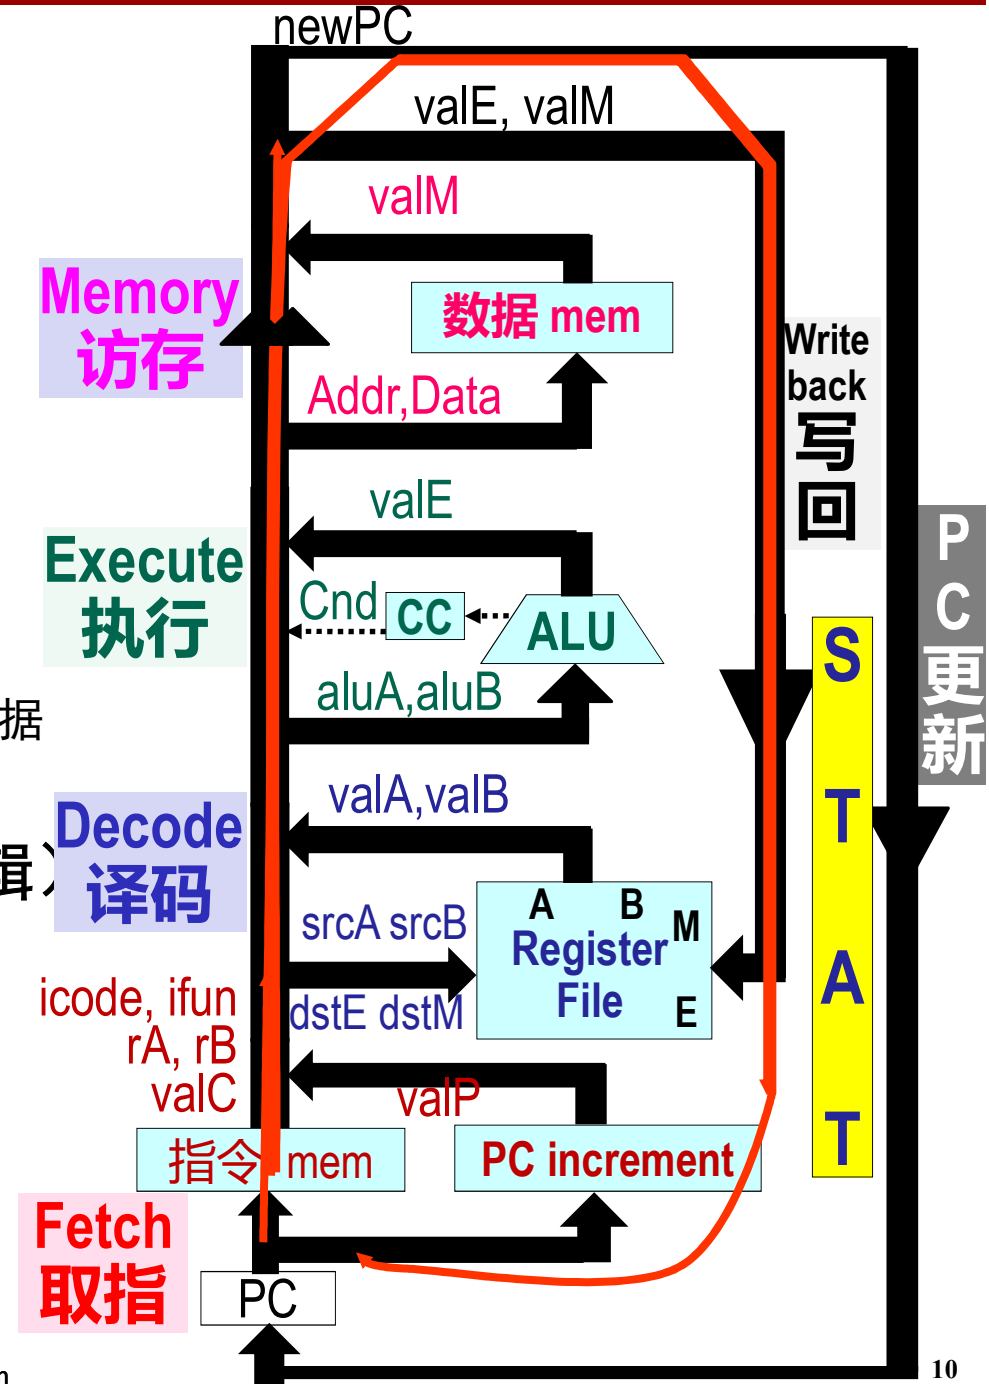 newPC
valE, valM
valM
Memory
访存
数据 mem
Write
back
写
回
Addr,Data
valE
Execute
执行
Cnd
CC
ALU
P
C
更
新
S
T
A
T
aluA,aluB
据
valA,valB
Decode
译码
辑
A B
M
Register
File
E
srcA srcB
dstE dstM
icode, ifun
rA, rB
valC
valP
指令 mem
PC increment
Fetch
取指
PC
10